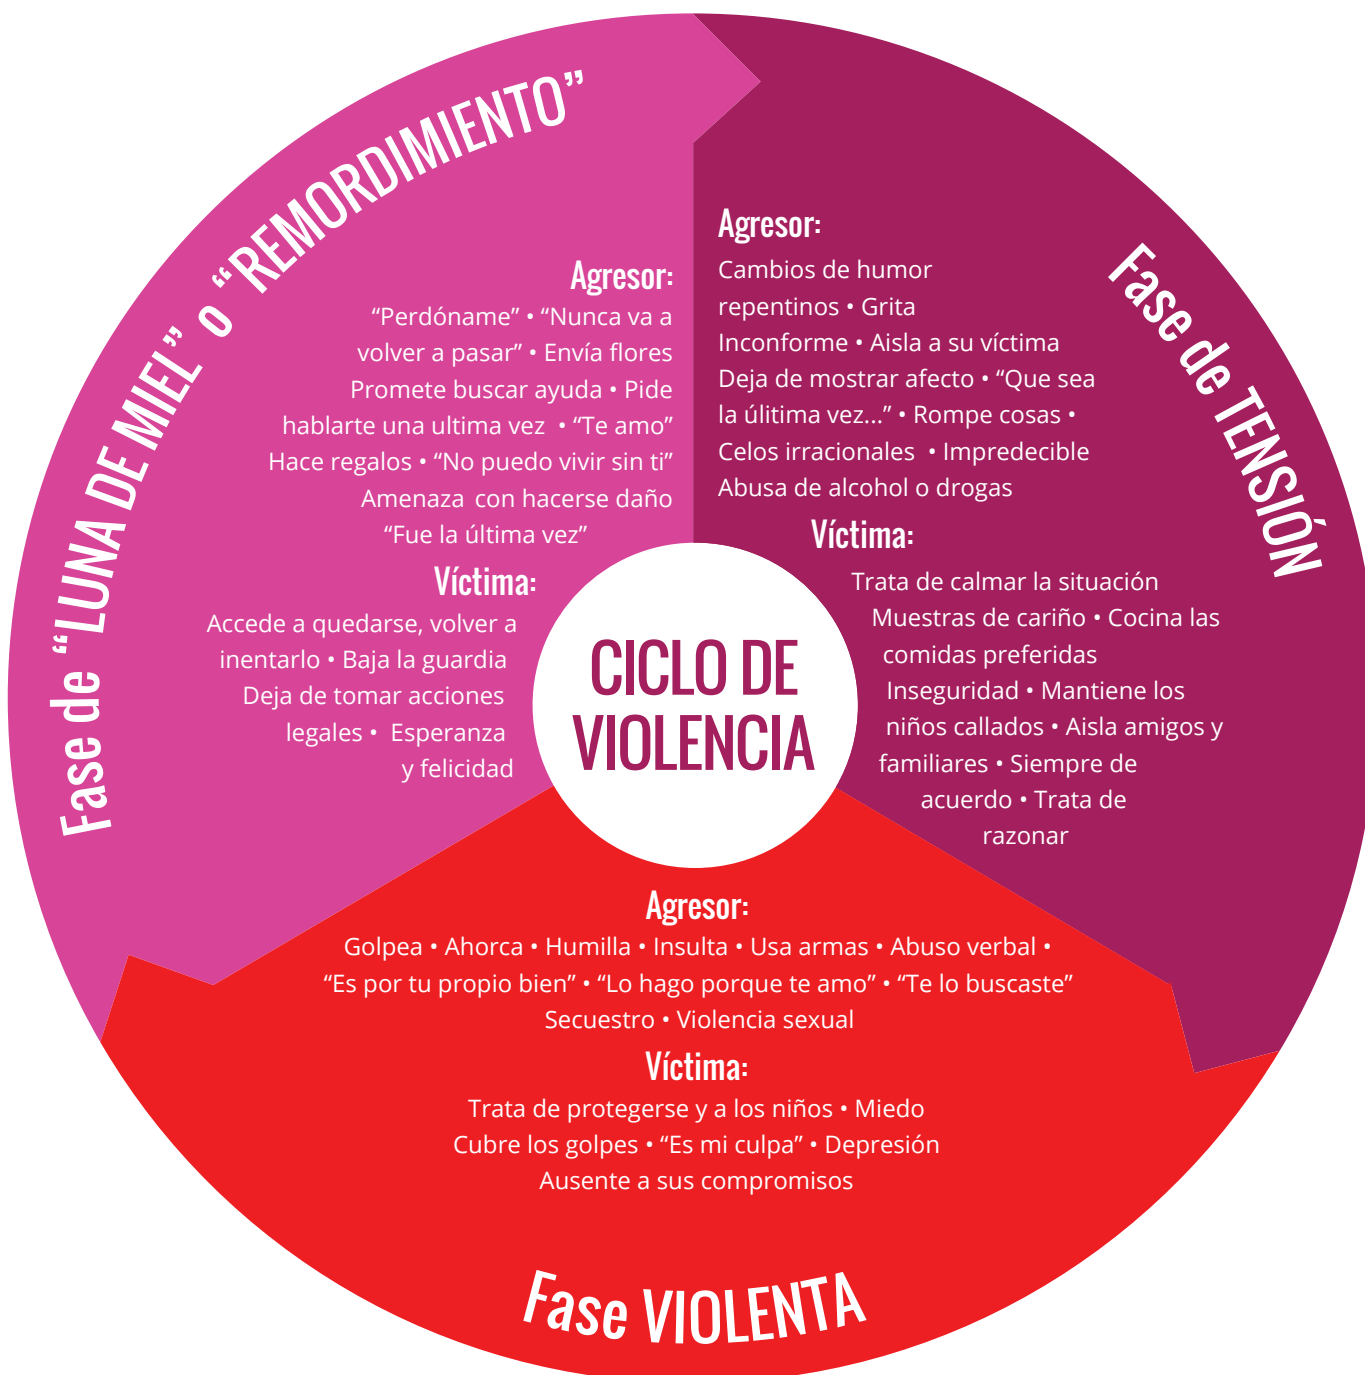 CICLO DE
VIOLENCIA
Fase de TENSIÓN
Agresor:
Cambios de humor
repentinos • Grita
Inconforme • Aisla a su víctima
Deja de mostrar afecto • “Que sea
la úlitima vez...” • Rompe cosas •
Celos irracionales • Impredecible
Abusa de alcohol o drogas
Víctima:
Trata de calmar la situación
Muestras de cariño • Cocina las
comidas preferidas
Inseguridad • Mantiene los
niños callados • Aisla amigos y
familiares • Siempre de
acuerdo • Trata de
razonar
Agresor:
Golpea • Ahorca • Humilla • Insulta • Usa armas • Abuso verbal •
“Es por tu propio bien” • “Lo hago porque te amo” • “Te lo buscaste”
Secuestro • Violencia sexual
Víctima:
Trata de protegerse y a los niños • Miedo
Cubre los golpes • “Es mi culpa” • Depresión
Ausente a sus compromisos
Fase VIOLENTA
Fase de “LUNA DE MIEL” o “REMORDIMIENTO”
Agresor:
“Perdóname” • “Nunca va a
volver a pasar” • Envía flores
Promete buscar ayuda • Pide
hablarte una ultima vez • “Te amo”
Hace regalos • “No puedo vivir sin ti”
Amenaza con hacerse daño
“Fue la última vez”
Víctima:
Accede a quedarse, volver a
inentarlo • Baja la guardia
Deja de tomar acciones
legales • Esperanza
y felicidad